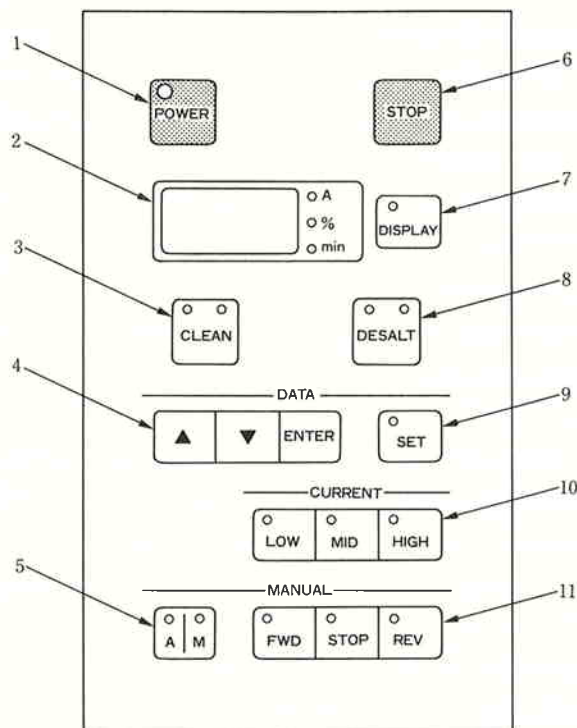 1
6
POWER
STOP
2
7
A
%
min
DISPLAY
3
8
CLEAN
DESALT
DATA
4
9
▲ ▼ ENTER
SET
CURRENT
10
LOW MID HIGH
5
MANUAL
11
A M
FWD STOP REV